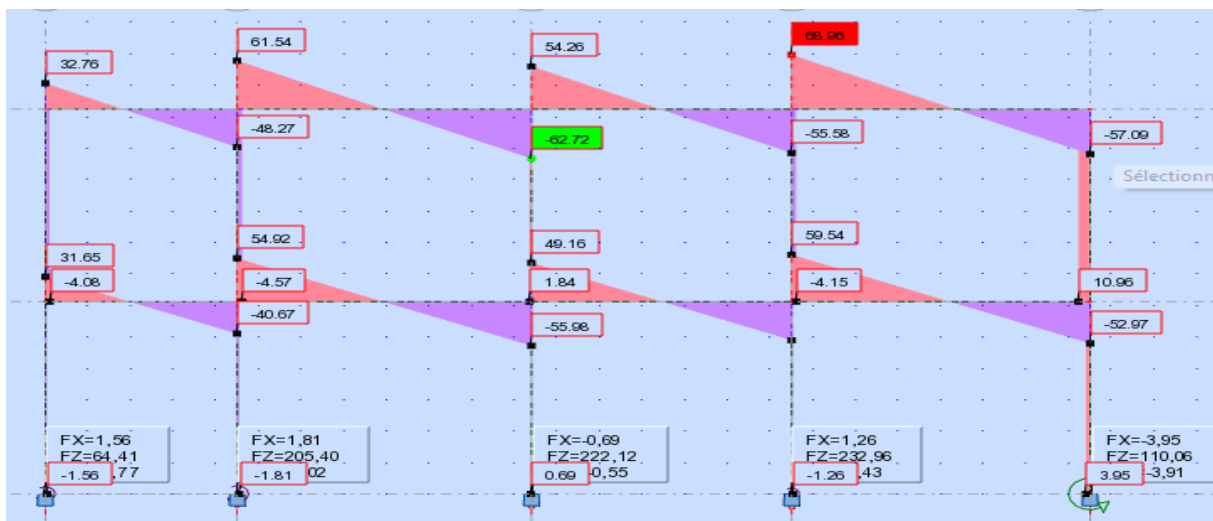 61.54
54.26
68.96
32.76
-48.27
-62.72
-55.58
-57.09
Sélectionn
54.92
49.16
59.54
31.65
-4.08
-4.57
1.84
-4.15
10.96
-40.67
-55.98
-52.97
FX=1,56
FZ=64,41
,77
-1.56
FX=1,81
FZ=205,40
02
-1.81
FX=-0,69
FZ=222,12
-0,55
0.69
FX=1,26
FZ=232,96
,43
-1.26
FX=-3,95
FZ=110,06
-3,91
3.95